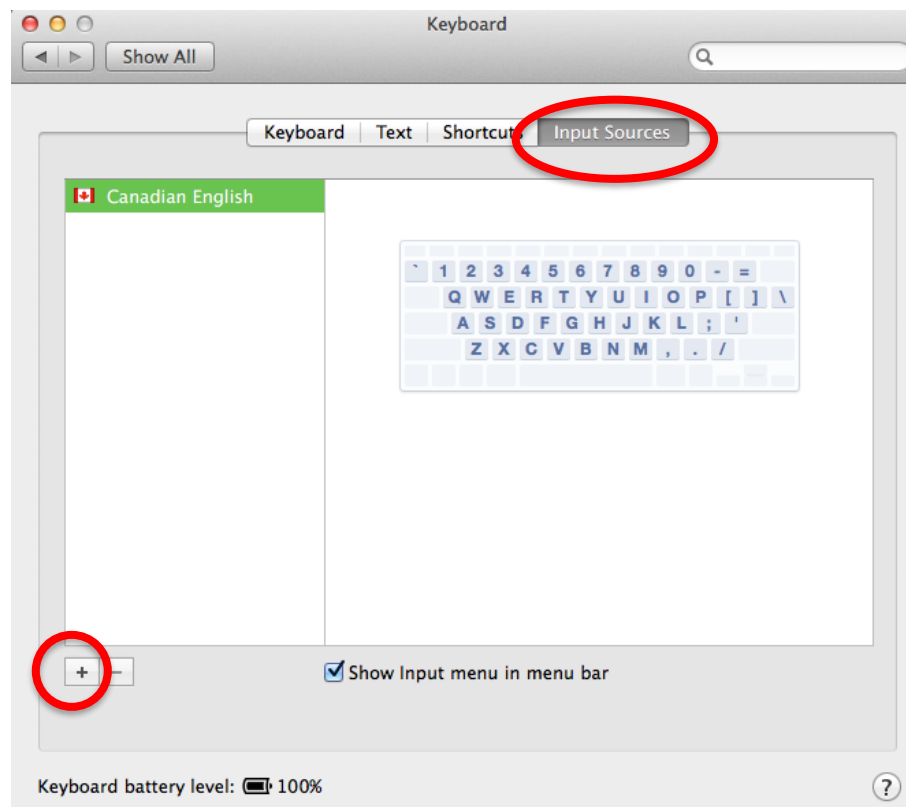 Keyboard
Show All
Keyboard Text Shortcuts Input Sources
Canadian English
` 1 2 3 4 5 6 7 8 9 0 - =
Q W E R T Y U I O P [ ] \
A S D F G H J K L ; '
Z X C V B N M , . /
+ −
Show Input menu in menu bar
Keyboard battery level: 100%
?